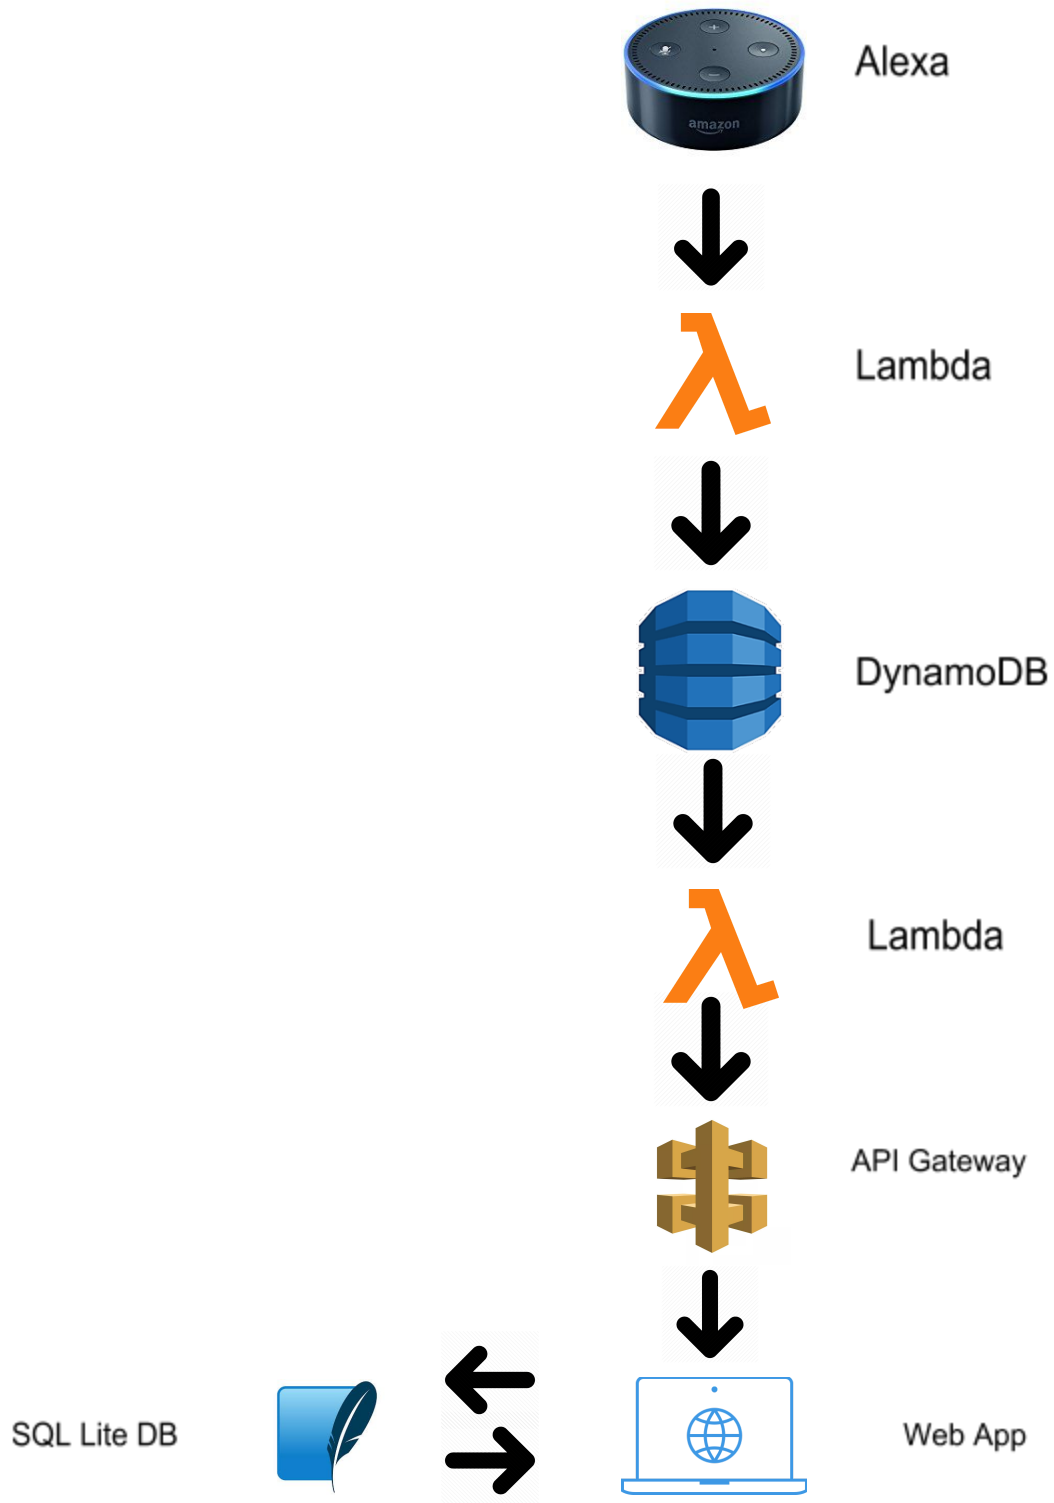 amazon
Alexa
Lambda
DynamoDB
Lambda
API Gateway
SQL Lite DB
Web App